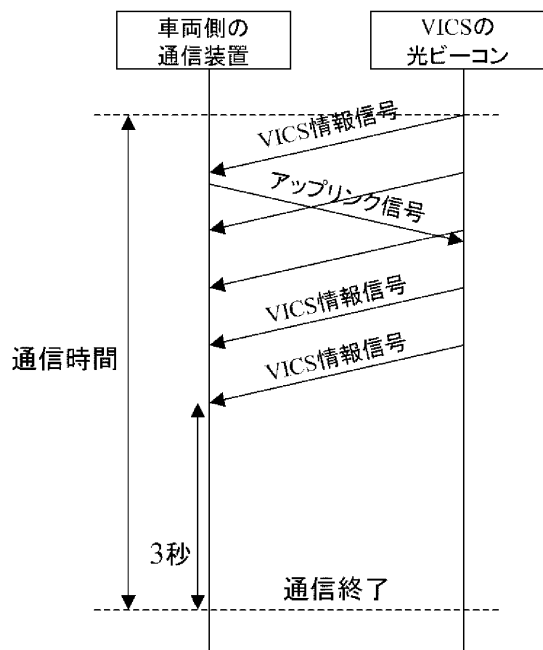 車両側の
通信装置
VICSの
光ビーコン
VICS情報信号
アップリンク信号
VICS情報信号
VICS情報信号
通信時間
3秒
通信終了